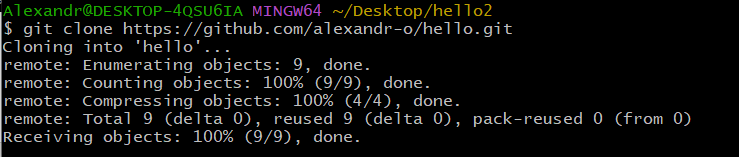 Alexandr@DESKTOP-4QSU6IA MINGW64 ~/Desktop/hello2
$ git clone https://github.com/alexandr-o/hello.git
Cloning into 'hello'...
remote: Enumerating objects: 9, done.
remote: Counting objects: 100% (9/9), done.
remote: Compressing objects: 100% (4/4), done.
remote: Total 9 (delta 0), reused 9 (delta 0), pack-reused 0 (from 0)
Receiving objects: 100% (9/9), done.